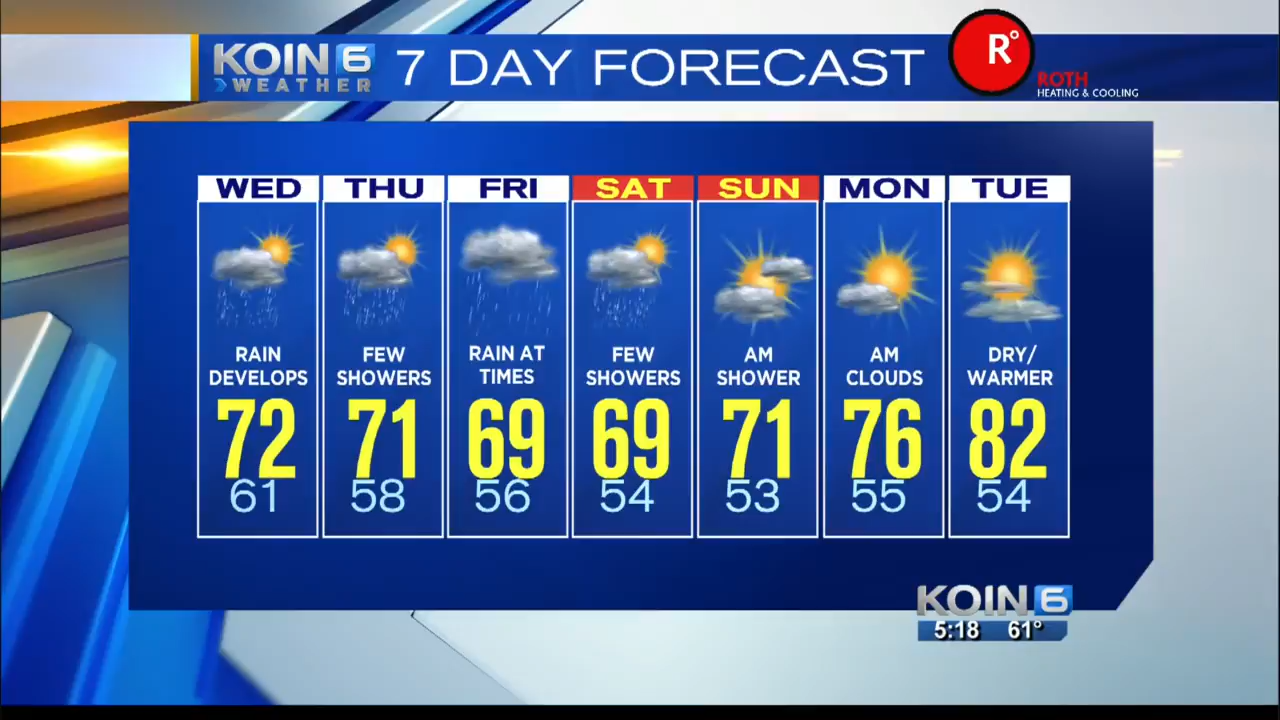 KOIN 6
WEATHER
7 DAY FORECAST
R°
ROTH
HEATING & COOLING
WED THU FRI SAT SUN MON TUE
RAIN DEVELOPS
FEW SHOWERS
RAIN AT TIMES
FEW SHOWERS
AM SHOWER
AM CLOUDS
DRY/ WARMER
72 71 69 69 71 76 82
61 58 56 54 53 55 54
KOIN 6
5:18 61°